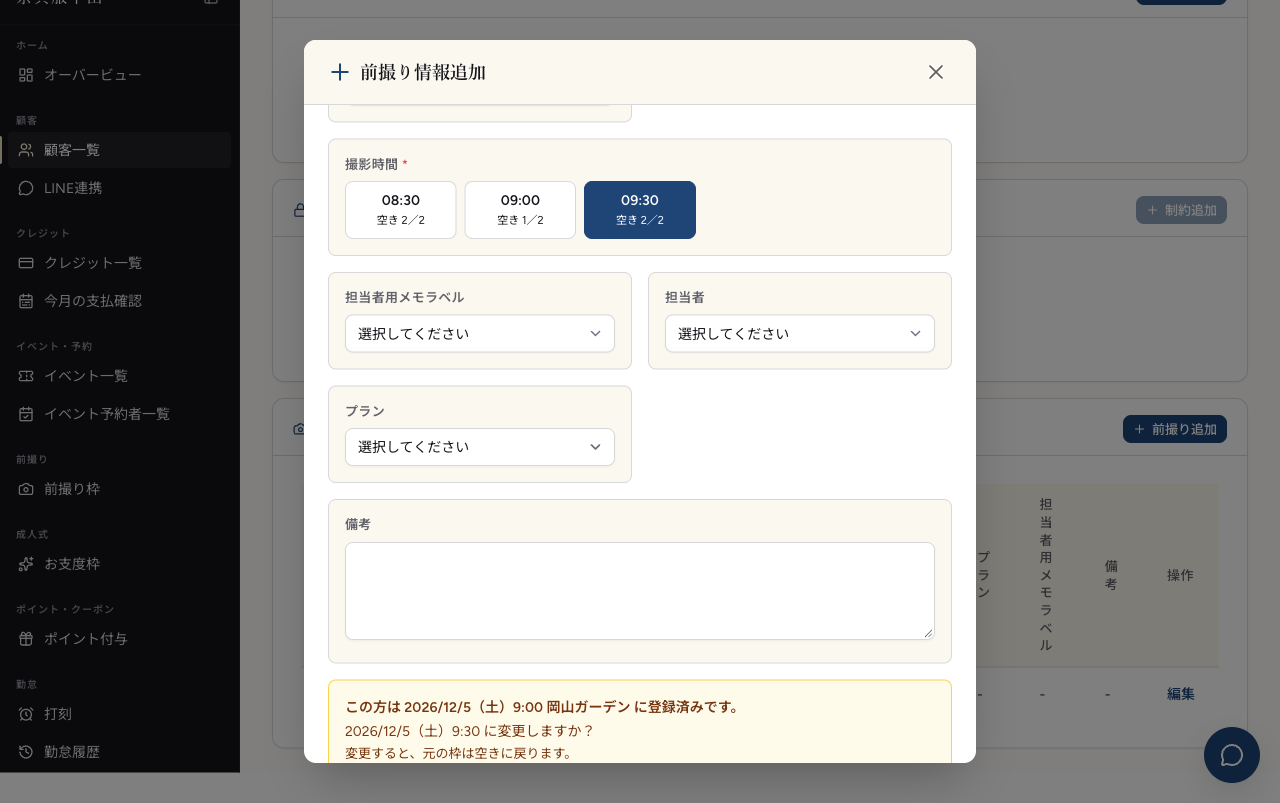 ホーム
オーバービュー
顧客
顧客一覧
LINE連携
クレジット
クレジット一覧
今月の支払確認
イベント・予約
イベント一覧
イベント予約者一覧
前撮り
前撮り枠
成人式
お支度枠
ポイント・クーポン
ポイント付与
勤怠
打刻
勤怠履歴
前撮り情報追加
撮影時間 *
08:30 09:00 09:30
空き 2／2 空き 1／2 空き 2／2
担当者用メモラベル 担当者
選択してください 選択してください
プラン
選択してください
備考
この方は 2026/12/5（土）9:00 岡山ガーデン に登録済みです。
2026/12/5（土）9:30 に変更しますか？
変更すると、元の枠は空きに戻ります。
+ 制約追加
+ 前撮り追加
プラン 担当者用メモラベル 備考 操作
- - - 編集